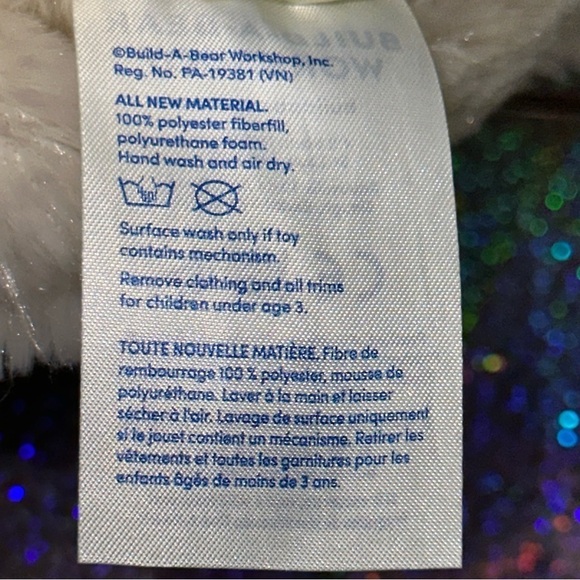 ©Build-A-Bear Workshop, Inc.
Reg. No. PA-19381 (VN)
ALL NEW MATERIAL.
100% polyester fiberfill,
polyurethane foam.
Hand wash and air dry.
Surface wash only if toy
contains mechanism.
Remove clothing and all trims
for children under age 3.
TOUTE NOUVELLE MATIÈRE. Fibre de
rembourrage 100 % polyester, mousse de
polyuréthane. Laver à la main et laisser
sécher à l'air. Lavage de surface uniquement
si le jouet contient un mécanisme. Retirer les
vêtements et toutes les garnitures pour les
enfants âgés de moins de 3 ans.